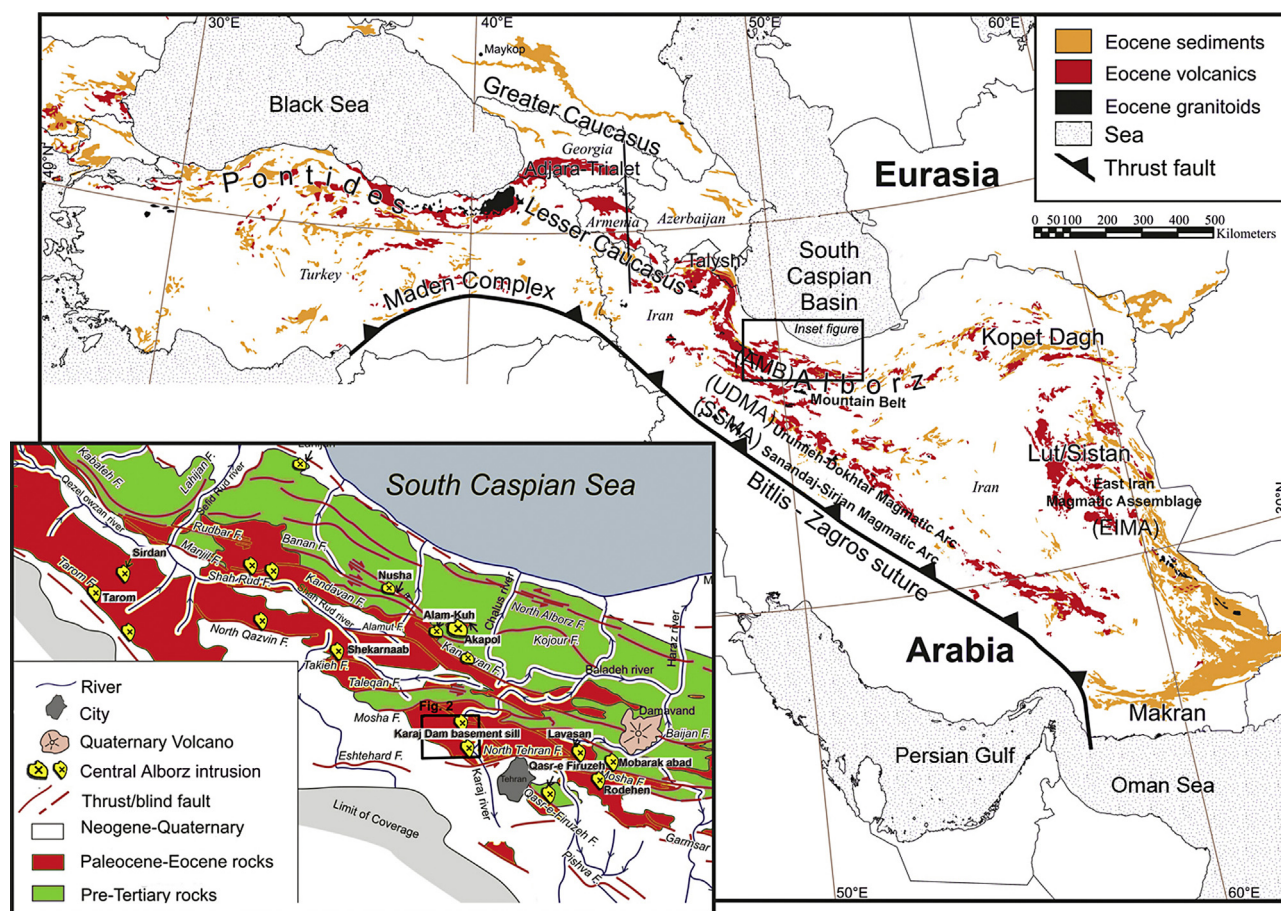 30°E
40°E
50°E
60°E
Maykop
Black Sea
Greater Caucasus
Georgia
Adjara-Trialet
Eurasia
40°N
40°N
Pontides
Lesser Caucasus
Armenia
Azerbaijan
Turkey
Talysh
South
Caspian
Basin
Maden Complex
Iran
Inset figure
Kopet Dagh
(AMB) Alborz
Mountain Belt
(UDMA) Urumieh-Dokhtar Magmatic Arc
(SSMA) Sanandaj-Sirjan Magmatic Arc
Bitlis - Zagros suture
Iran
Lut/Sistan
East Iran
Magmatic Assemblage
(EIMA)
30°N
Arabia
Makran
Persian Gulf
Oman Sea
50°E
60°E
Eocene sediments
Eocene volcanics
Eocene granitoids
Sea
Thrust fault
0 50 100 200 300 400 500
Kilometers
South Caspian Sea
Kabateh F.
Lahijan F.
Qezel owzan river
Sefid Rud river
Rudbar F.
Banan F.
Manjil F.
Sirdan
Tarom F.
Tarom
Shah Rud F.
Shah Rud river
Kandavan F.
Nusha
Alam-Kuh
Akapol
Chalus river
North Alborz F.
Kojour F.
Haraz river
Alamut F.
North Qazvin F.
Shekarnaab
Takieh F.
Taleqan F.
Baladeh river
Mosha F.
Fig. 2
Karaj Dam basement sill
Eshtehard F.
North Tehran F.
Lavasan
Damavand
Baijan F.
Qasr-e Firuzeh
Mobarak abad
Mosha F.
Rodehen
Tehran
Karaj river
Qasr-e-Firuzeh F.
Garmsar
Pishva F.
Limit of Coverage
River
City
Quaternary Volcano
Central Alborz intrusion
Thrust/blind fault
Neogene-Quaternary
Paleocene-Eocene rocks
Pre-Tertiary rocks